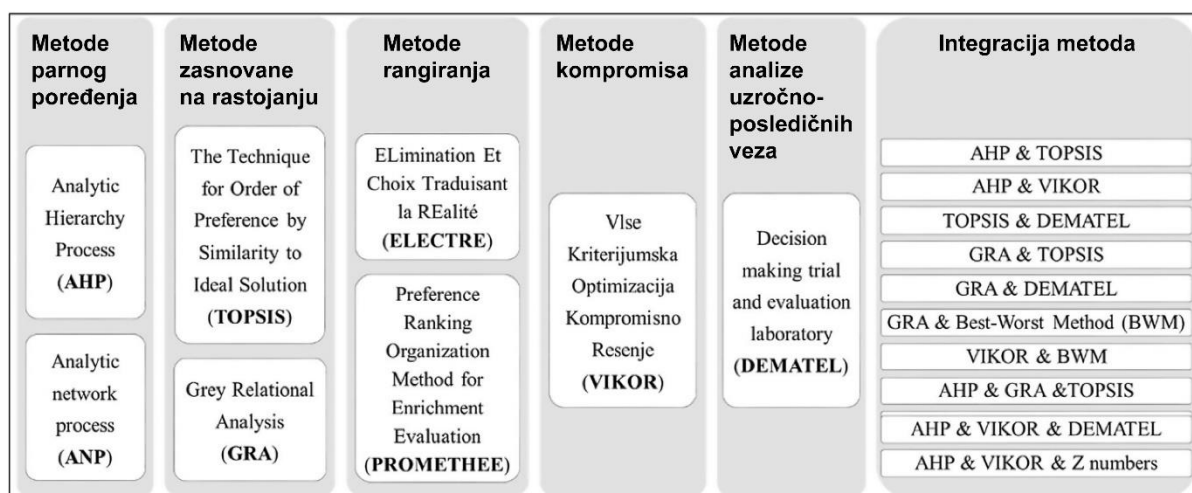 Metode
parnog
poređenja
Analytic
Hierarchy
Process
(AHP)
Analytic
network
process
(ANP)
Metode
zasnovane
na rastojanju
The Technique
for Order of
Preference by
Similarity to
Ideal Solution
(TOPSIS)
Grey Relational
Analysis
(GRA)
Metode
rangiranja
ELimination Et
Choix Traduisant
la REalité
(ELECTRE)
Preference
Ranking
Organization
Method for
Enrichment
Evaluation
(PROMETHEE)
Metode
kompromisa
Vlse
Kriterijumska
Optimizacija
Kompromisno
Resenje
(VIKOR)
Metode
analize
uzročno-
posledičnih
veza
Decision
making trial
and evaluation
laboratory
(DEMATEL)
Integracija metoda
AHP & TOPSIS
AHP & VIKOR
TOPSIS & DEMATEL
GRA & TOPSIS
GRA & DEMATEL
GRA & Best-Worst Method (BWM)
VIKOR & BWM
AHP & GRA &TOPSIS
AHP & VIKOR & DEMATEL
AHP & VIKOR & Z numbers